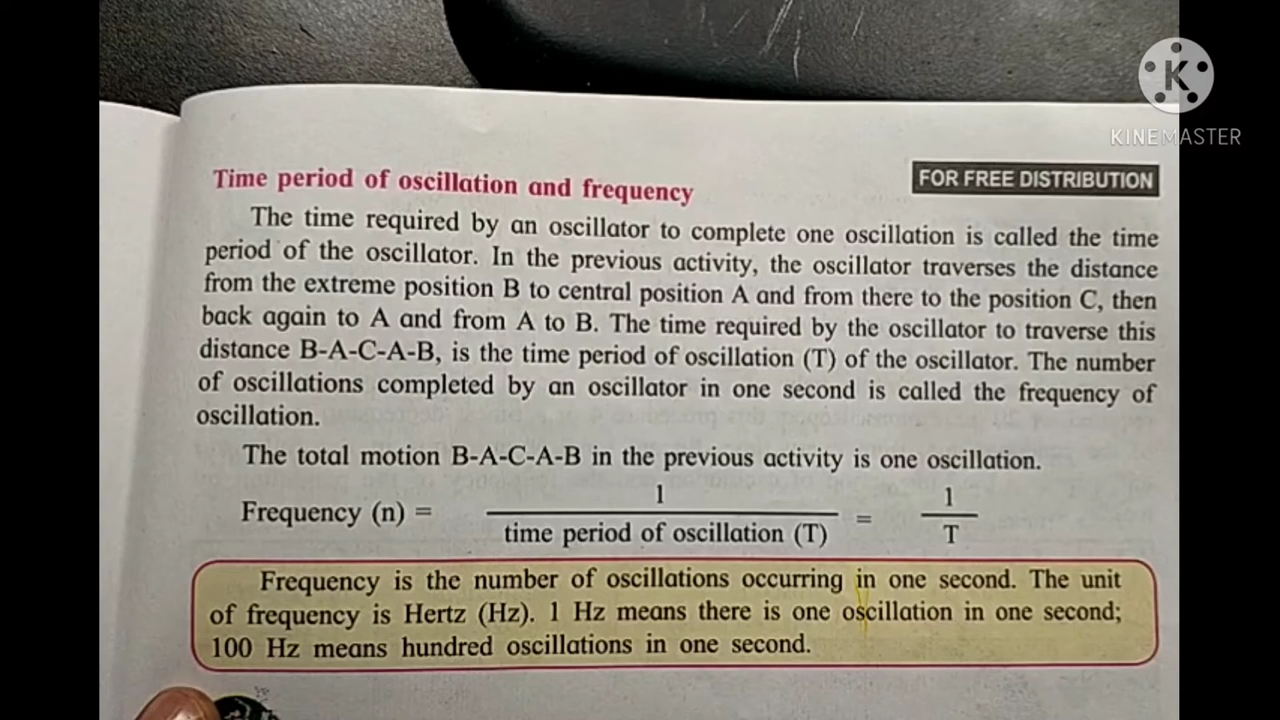 K
KINEMASTER
FOR FREE DISTRIBUTION
Time period of oscillation and frequency
The time required by an oscillator to complete one oscillation is called the time
period of the oscillator. In the previous activity, the oscillator traverses the distance
from the extreme position B to central position A and from there to the position C, then
back again to A and from A to B. The time required by the oscillator to traverse this
distance B-A-C-A-B, is the time period of oscillation (T) of the oscillator. The number
of oscillations completed by an oscillator in one second is called the frequency of
oscillation.
The total motion B-A-C-A-B in the previous activity is one oscillation.
1 1
Frequency (n) = =
time period of oscillation (T) T
Frequency is the number of oscillations occurring in one second. The unit
of frequency is Hertz (Hz). 1 Hz means there is one oscillation in one second;
100 Hz means hundred oscillations in one second.